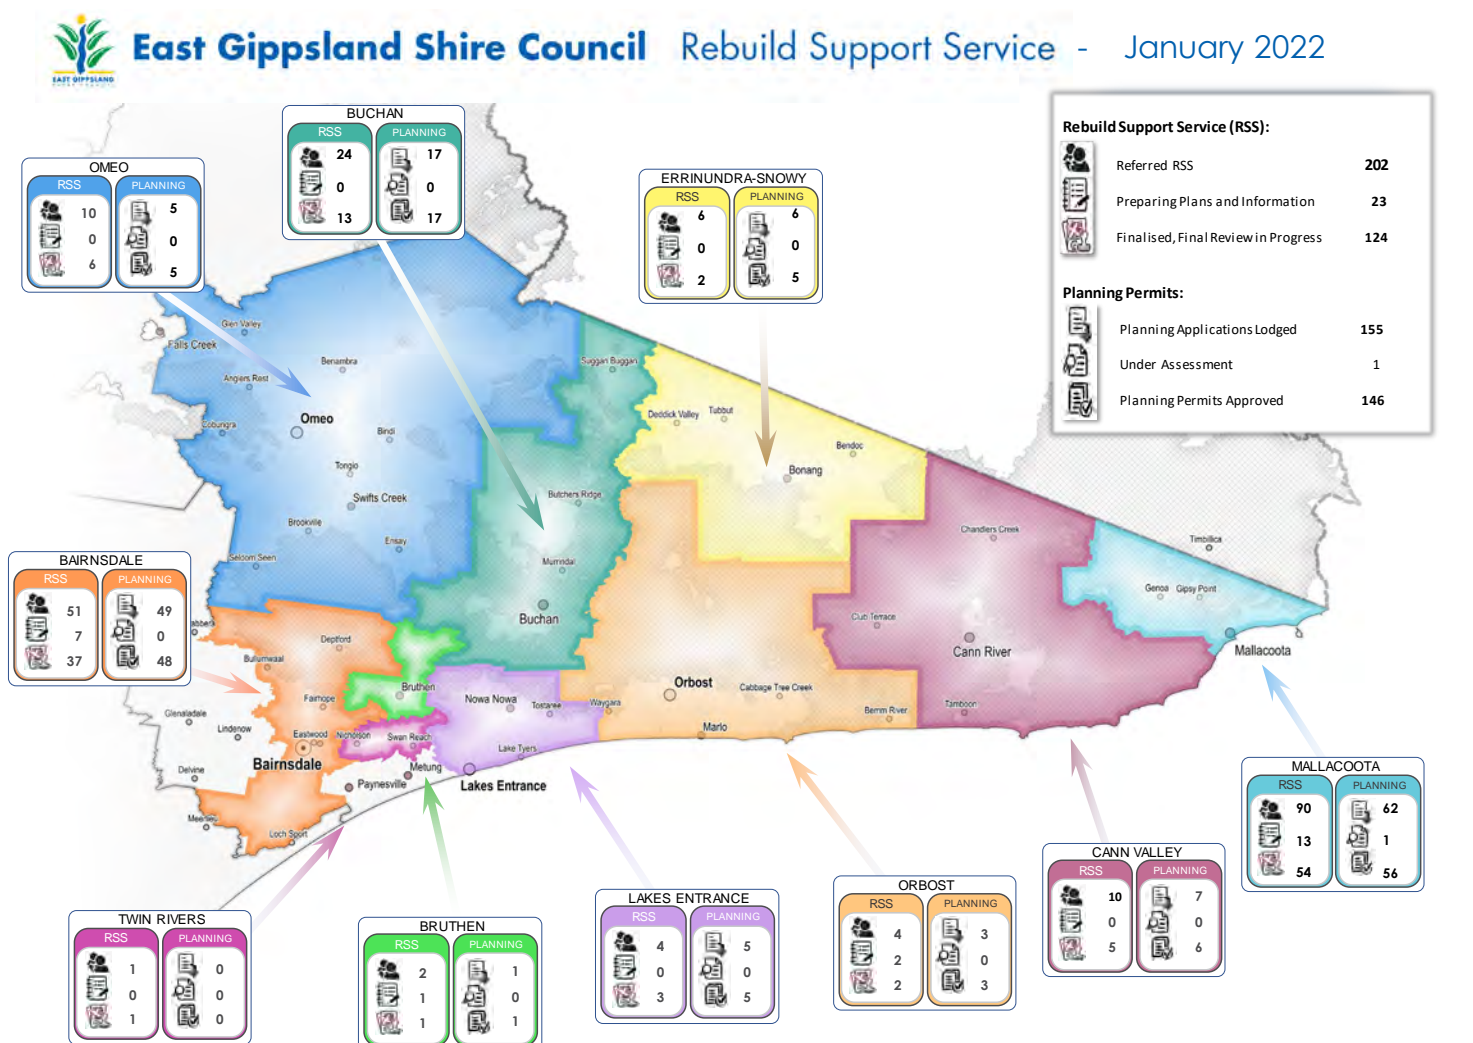 East Gippsland Shire Council Rebuild Support Service - January 2022
EAST GIPPSLAND
SHIRE COUNCIL
Rebuild Support Service (RSS):
Referred RSS 202
Preparing Plans and Information 23
Finalised, Final Review in Progress 124
Planning Permits:
Planning Applications Lodged 155
Under Assessment 1
Planning Permits Approved 146
BUCHAN
RSS PLANNING
24 17
0 0
13 17
OMEO
RSS PLANNING
10 5
0 0
6 5
ERRINUNDRA-SNOWY
RSS PLANNING
6 6
0 0
2 5
BAIRNSDALE
RSS PLANNING
51 49
7 0
37 48
MALLACOOTA
RSS PLANNING
90 62
13 1
54 56
CANN VALLEY
RSS PLANNING
10 7
0 0
5 6
ORBOST
RSS PLANNING
4 3
2 0
2 3
LAKES ENTRANCE
RSS PLANNING
4 5
0 0
3 5
BRUTHEN
RSS PLANNING
2 1
1 0
1 1
TWIN RIVERS
RSS PLANNING
1 0
0 0
1 0
Glen Valley
Falls Creek
Benambra
Anglers Rest
Omeo
Cobungra
Bindi
Tongio
Swifts Creek
Brookville
Ensay
Seldom Seen
Suggan Buggan
Butchers Ridge
Murrindal
Buchan
Deddick Valley
Tubbut
Bendoc
Bonang
Chandlers Creek
Timbillica
Genoa
Gipsy Point
Mallacoota
Club Terrace
Cann River
Tamboon
Orbost
Cabbage Tree Creek
Bemm River
Waygara
Marlo
Deptford
Bullumwaal
Fairhope
Bruthen
Nowa Nowa
Tostaree
Glenaladale
Lindenow
Eastwood
Nicholson
Swan Reach
Lake Tyers
Bairnsdale
Metung
Delvine
Paynesville
Lakes Entrance
Meerlieu
Loch Sport